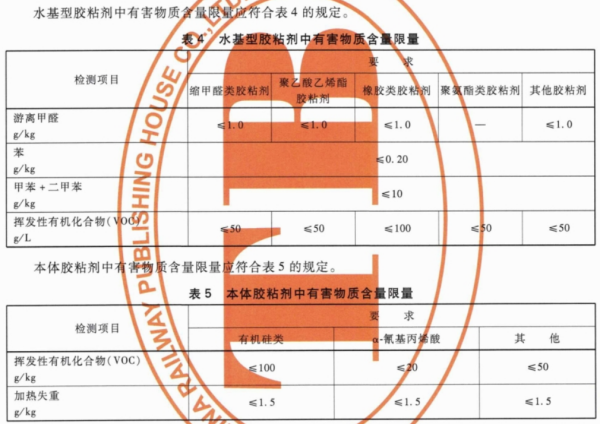 水基型胶粘剂中有害物质含量限量应符合表4的规定。
表4 水基型胶粘剂中有害物质含量限量
检测项目
要 求
缩甲醛类胶粘剂
聚乙酸乙烯酯
胶粘剂
橡胶类胶粘剂
聚氨酯类胶粘剂
其他胶粘剂
游离甲醛
g/kg
≤1.0 ≤1.0 ≤1.0 — ≤1.0
苯
g/kg
≤0.20
甲苯+二甲苯
g/kg
≤10
挥发性有机化合物(VOC)
g/L
≤50 ≤50 ≤100 ≤50 ≤50
本体胶粘剂中有害物质含量限量应符合表5的规定。
表5 本体胶粘剂中有害物质含量限量
检测项目
要 求
有机硅类 α-氰基丙烯酸 其 他
挥发性有机化合物(VOC)
g/kg
≤100 ≤20 ≤50
加热失重
g/kg
≤1.5 ≤1.5 ≤1.5
RAILWAY PUBLISHING HOUSE CO.,
TB